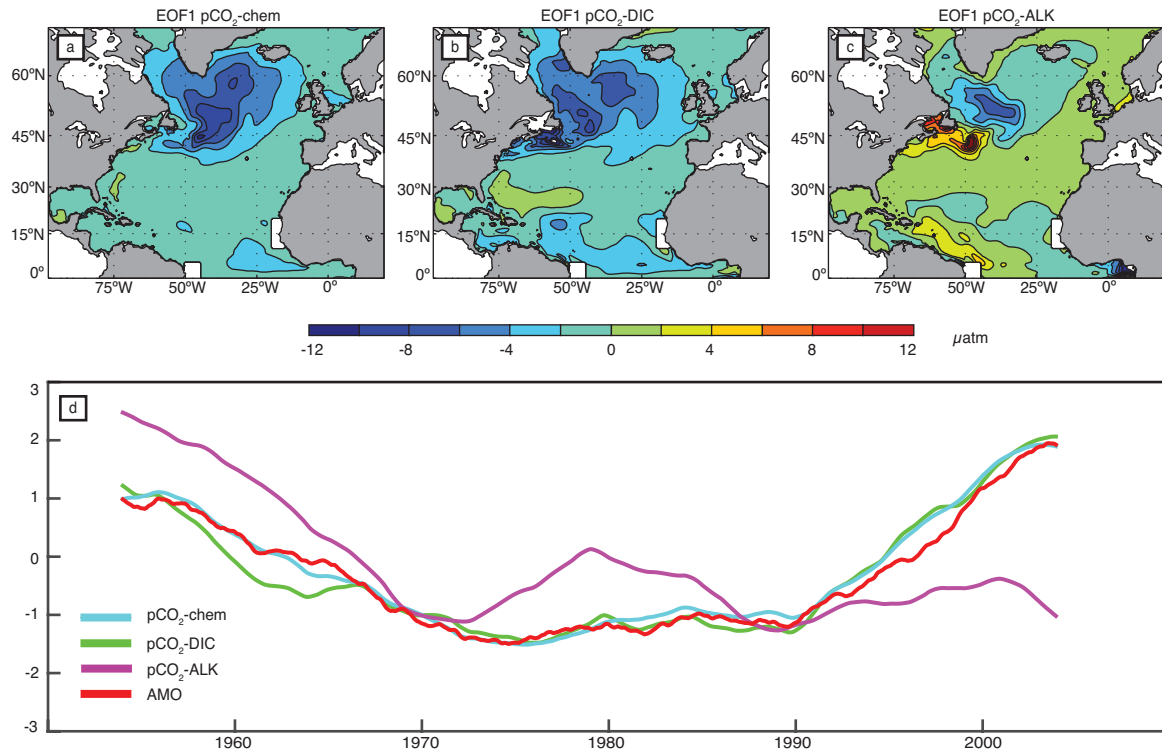 EOF1 pCO₂-chem
EOF1 pCO₂-DIC
EOF1 pCO₂-ALK
a
b
c
60ºN
45ºN
30ºN
15ºN
0º
60ºN
45ºN
30ºN
15ºN
0º
60ºN
45ºN
30ºN
15ºN
0º
75ºW 50ºW 25ºW 0º
75ºW 50ºW 25ºW 0º
75ºW 50ºW 25ºW 0º
-12 -8 -4 0 4 8 12 µatm
d
3
2
1
0
-1
-2
-3
pCO₂-chem
pCO₂-DIC
pCO₂-ALK
AMO
1960 1970 1980 1990 2000